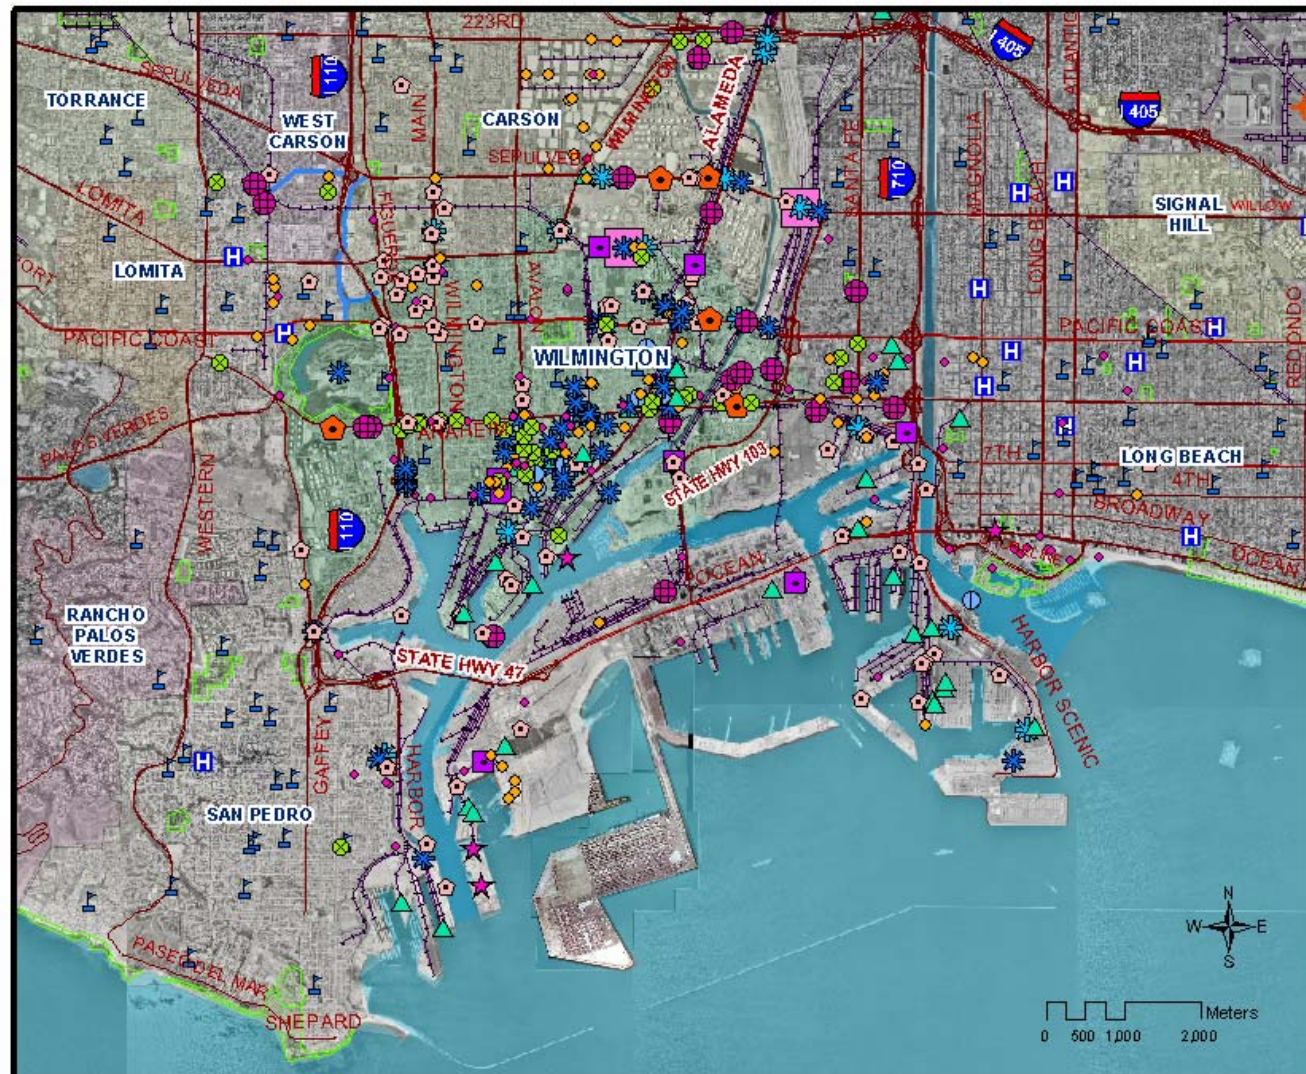 223RD
405
ATLANTIC
110
SEPULVEDA
TORRANCE
WEST
CARSON
MAIN
CARSON
WILMINGTON
ALAMEDA
405
SEPULVE
SANTA FE
710
MAGNOLIA
LONG BEACH
H
H
LOMITA
FIGUER
SIGNAL
HILL
WILLOW
LOMITA
H
AVALON
H
REDONDO
PACIFIC COAST
H
WILMINGTON
WILMINGTON
PACIFIC COAST
H
H
H
H
PALOS VERDES
ANAHEIM
H
7TH
LONG BEACH
4TH
STATE HWY 103
BROADWAY
WESTERN
110
H
OCEAN
OCEAN
RANCHO
PALOS
VERDES
STATE HWY 47
HARBOR SCENIC
GAFFEY
HARBOR
H
SAN PEDRO
N
W
E
S
PASEO DEL MAR
SHEPARD
Meters
0 500 1,000 2,000